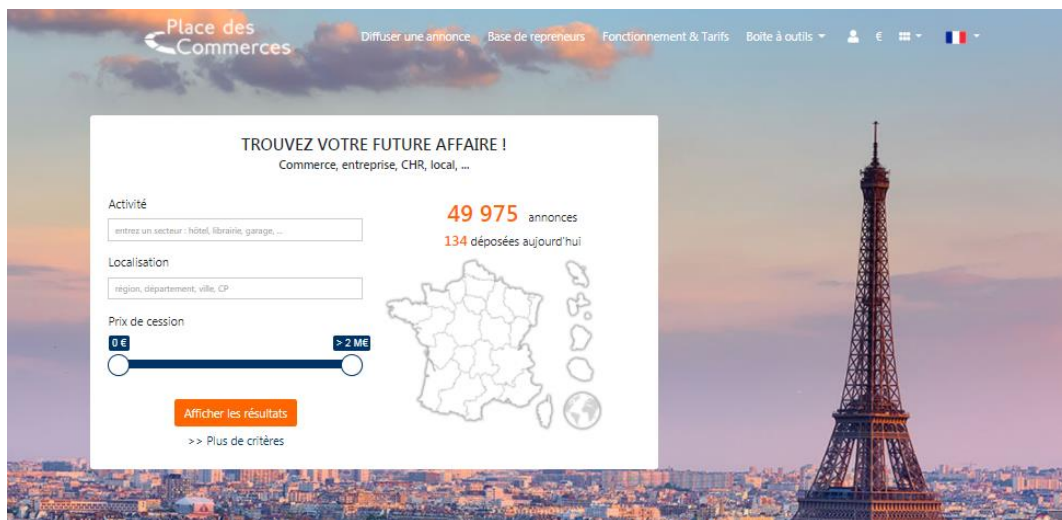 Place des
Commerces
Diffuser une annonce Base de repreneurs Fonctionnement & Tarifs Boite à outils €
TROUVEZ VOTRE FUTURE AFFAIRE !
Commerce, entreprise, CHR, local, ...
Activité
entrez un secteur : hôtel, librairie, garage, ...
Localisation
région, département, ville, CP
Prix de cession
0 € > 2 M€
Afficher les résultats
>> Plus de critères
49 975 annonces
134 déposées aujourd'hui